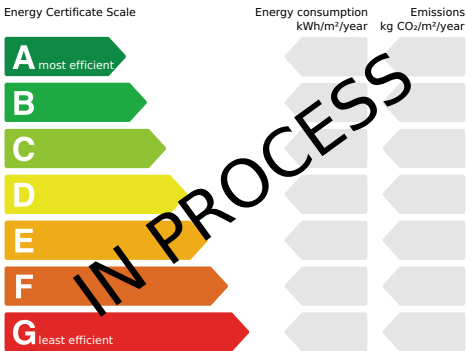 Energy Certificate Scale
Energy consumption
kWh/m²/year
Emissions
kg CO₂/m²/year
A most efficient
B
C
D
E
F
G least efficient
IN PROCESS